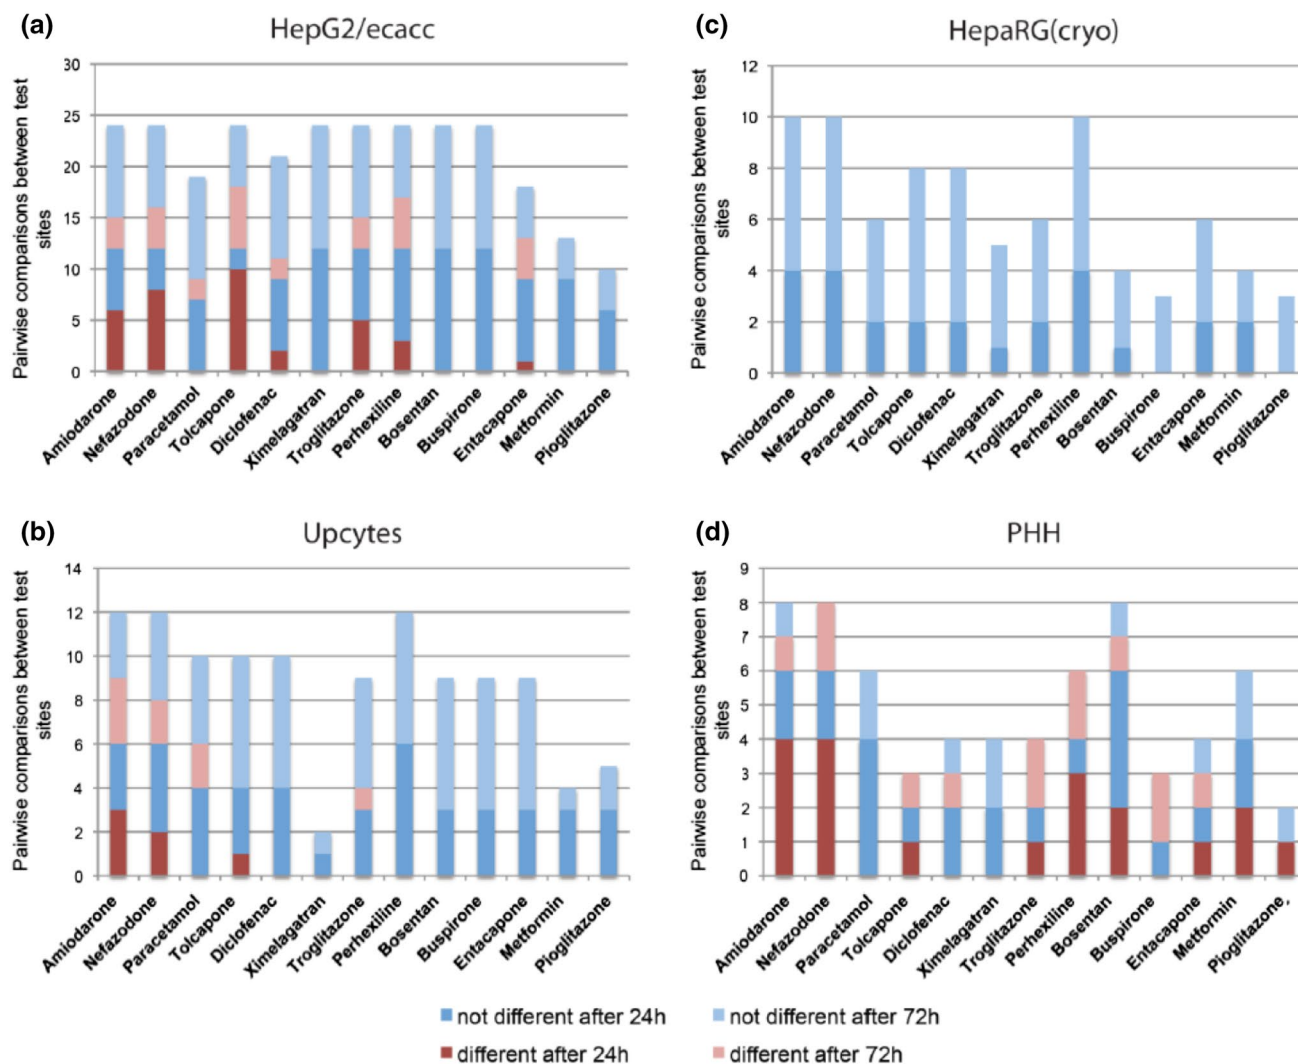 (a)
HepG2/ecacc
Pairwise comparisons between test
sites
30
25
20
15
10
5
0
Amiodarone
Nefazodone
Paracetamol
Tolcapone
Diclofenac
Ximelagatran
Troglitazone
Perhexiline
Bosentan
Buspirone
Entacapone
Metformin
Pioglitazone
(c)
HepaRG(cryo)
Pairwise comparisons between test
sites
12
10
8
6
4
2
0
Amiodarone
Nefazodone
Paracetamol
Tolcapone
Diclofenac
Ximelagatran
Troglitazone
Perhexiline
Bosentan
Buspirone
Entacapone
Metformin
Pioglitazone
(b)
Upcytes
Pairwise comparisons between test
sites
14
12
10
8
6
4
2
0
Amiodarone
Nefazodone
Paracetamol
Tolcapone
Diclofenac
Ximelagatran
Troglitazone
Perhexiline
Bosentan
Buspirone
Entacapone
Metformin
Pioglitazone
(d)
PHH
Pairwise comparisons between test
sites
9
8
7
6
5
4
3
2
1
0
Amiodarone
Nefazodone
Paracetamol
Tolcapone
Diclofenac
Ximelagatran
Troglitazone
Perhexiline
Bosentan
Buspirone
Entacapone
Metformin
Pioglitazone,
not different after 24h
not different after 72h
different after 24h
different after 72h